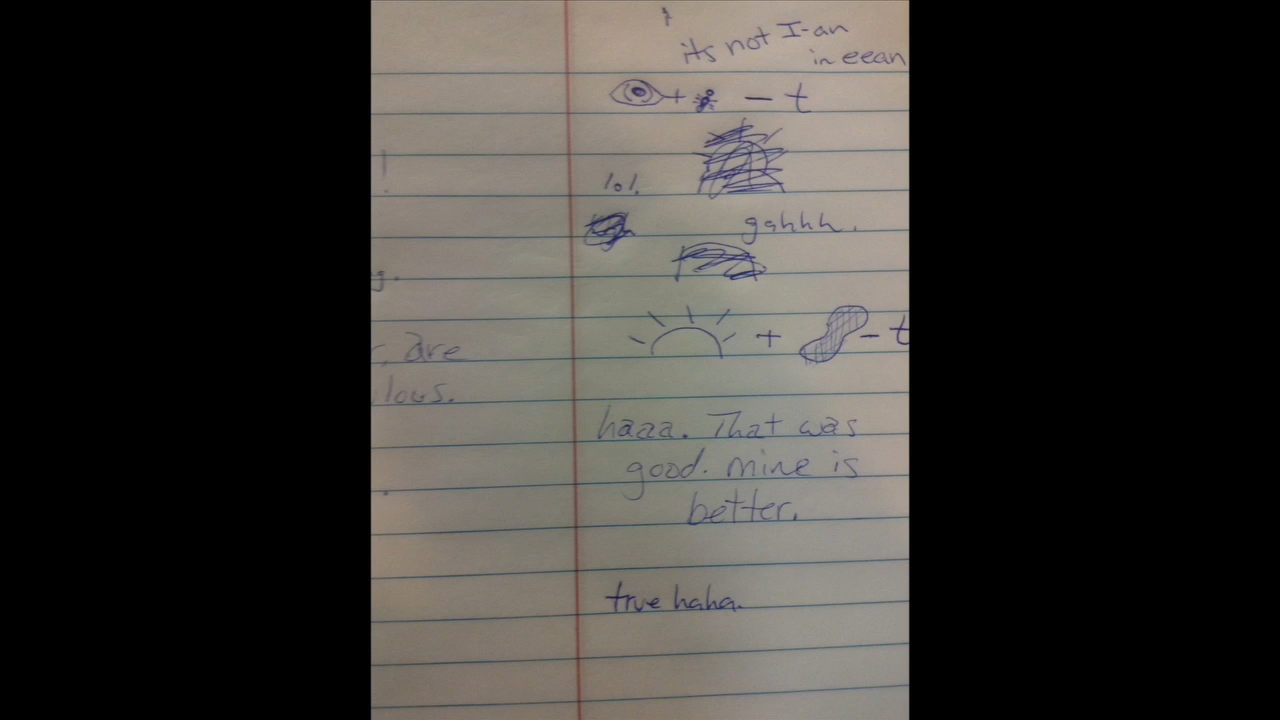 its not I-an
in eean
+ - t
lol.
gahhh.
+ - t
r, are
lous.
haaa. That was
good. mine is
better.
true haha.